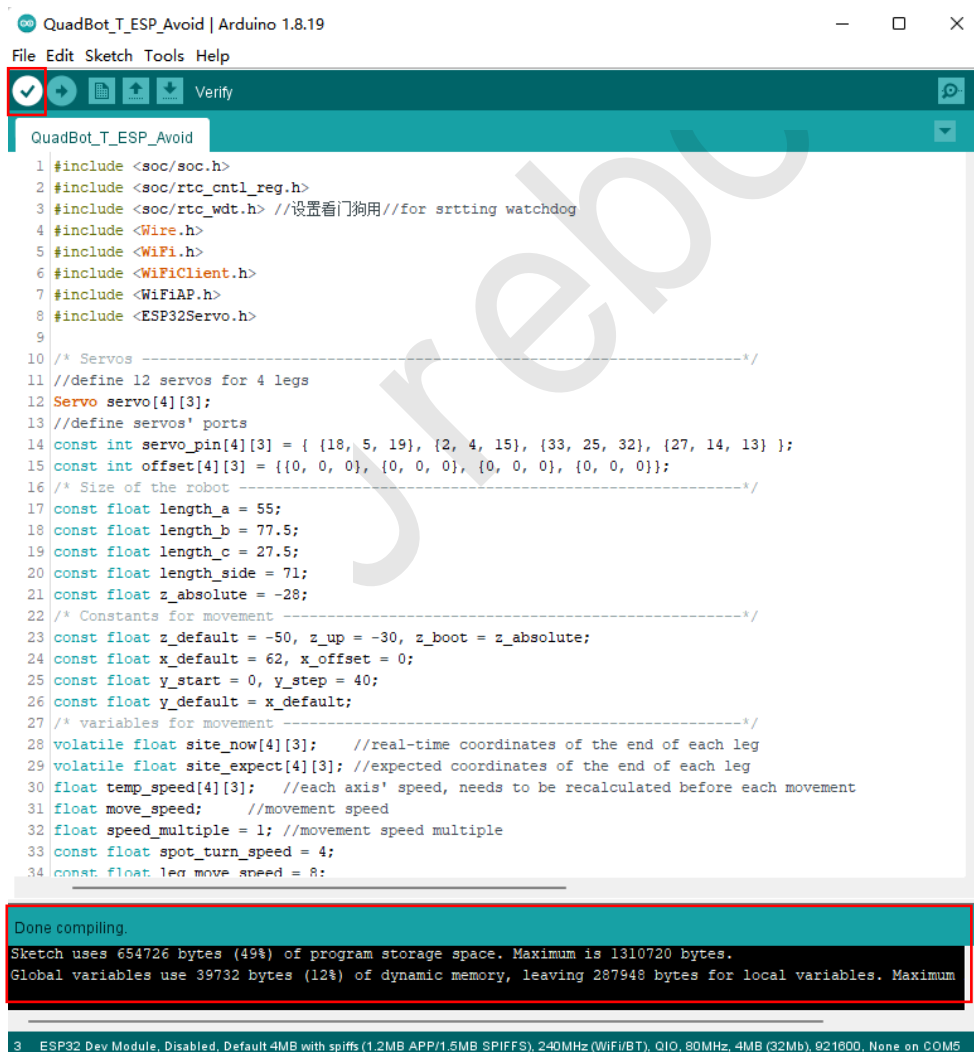 QuadBot_T_ESP_Avoid | Arduino 1.8.19
File Edit Sketch Tools Help
Verify
QuadBot_T_ESP_Avoid
1 #include <soc/soc.h>
2 #include <soc/rtc_cntl_reg.h>
3 #include <soc/rtc_wdt.h> //设置看门狗用//for srtting watchdog
4 #include <Wire.h>
5 #include <WiFi.h>
6 #include <WiFiClient.h>
7 #include <WiFiAP.h>
8 #include <ESP32Servo.h>
9
10 /* Servos --------------------------------------------------------------------*/
11 //define 12 servos for 4 legs
12 Servo servo[4][3];
13 //define servos' ports
14 const int servo_pin[4][3] = { {18, 5, 19}, {2, 4, 15}, {33, 25, 32}, {27, 14, 13} };
15 const int offset[4][3] = {{0, 0, 0}, {0, 0, 0}, {0, 0, 0}, {0, 0, 0}};
16 /* Size of the robot ---------------------------------------------------------*/
17 const float length_a = 55;
18 const float length_b = 77.5;
19 const float length_c = 27.5;
20 const float length_side = 71;
21 const float z_absolute = -28;
22 /* Constants for movement ----------------------------------------------------*/
23 const float z_default = -50, z_up = -30, z_boot = z_absolute;
24 const float x_default = 62, x_offset = 0;
25 const float y_start = 0, y_step = 40;
26 const float y_default = x_default;
27 /* variables for movement ----------------------------------------------------*/
28 volatile float site_now[4][3];    //real-time coordinates of the end of each leg
29 volatile float site_expect[4][3]; //expected coordinates of the end of each leg
30 float temp_speed[4][3];   //each axis' speed, needs to be recalculated before each movement
31 float move_speed;     //movement speed
32 float speed_multiple = 1; //movement speed multiple
33 const float spot_turn_speed = 4;
34 const float leg_move_speed = 8;
urebo
Done compiling.
Sketch uses 654726 bytes (49%) of program storage space. Maximum is 1310720 bytes.
Global variables use 39732 bytes (12%) of dynamic memory, leaving 287948 bytes for local variables. Maximum
3 ESP32 Dev Module, Disabled, Default 4MB with spiffs (1.2MB APP/1.5MB SPIFFS), 240MHz (WiFi/BT), QIO, 80MHz, 4MB (32Mb), 921600, None on COM5